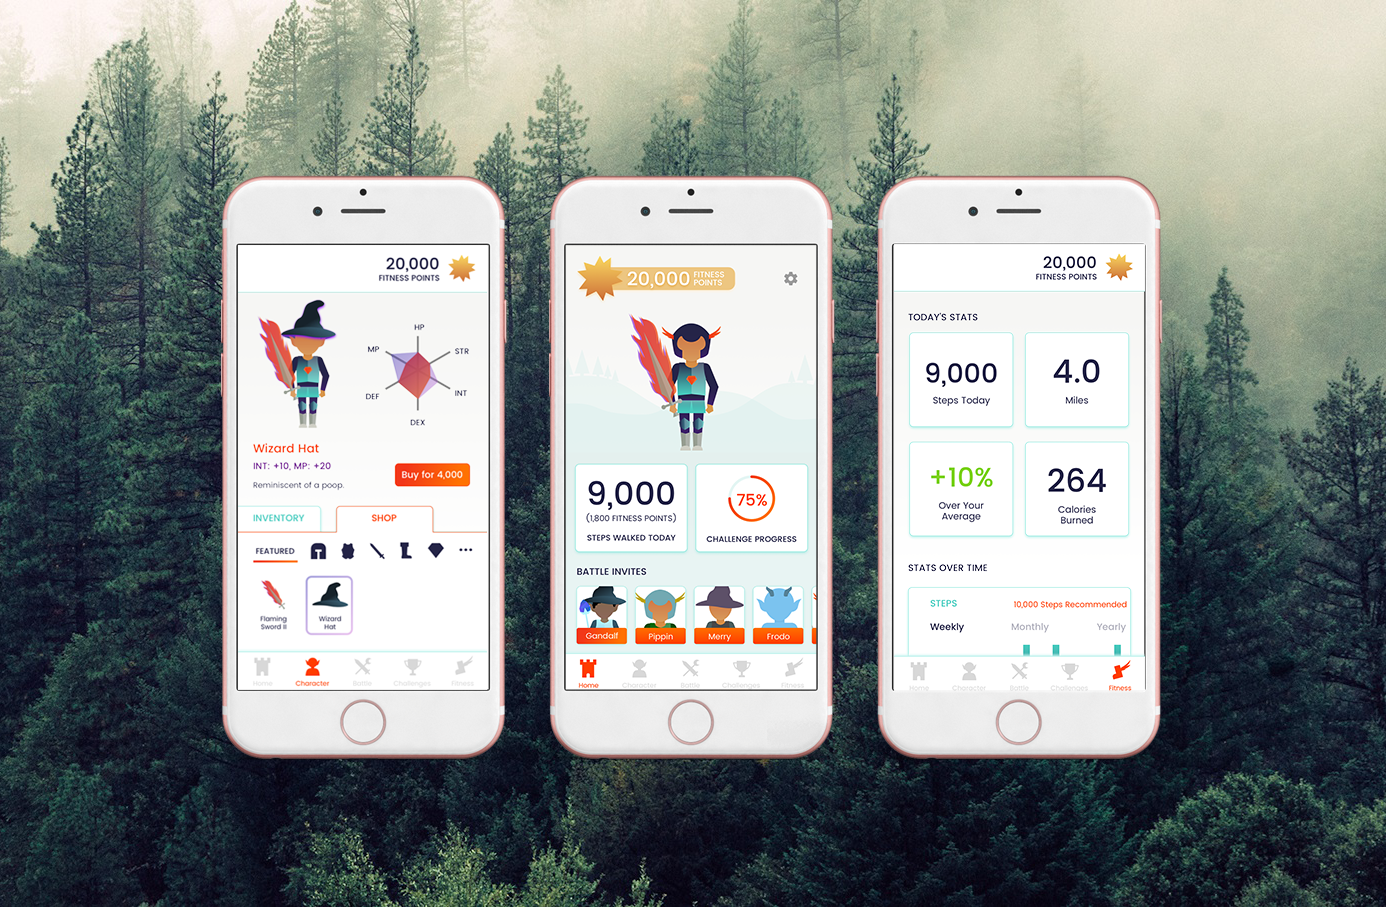 20,000
FITNESS POINTS
HP
MP
STR
DEF
INT
DEX
Wizard Hat
INT: +10, MP: +20
Buy for 4,000
Reminiscent of a poop.
INVENTORY
SHOP
FEATURED
Flaming
Sword II
Wizard
Hat
Home
Character
Battle
Challenges
Fitness
20,000
FITNESS
POINTS
9,000
(1,800 FITNESS POINTS)
STEPS WALKED TODAY
75%
CHALLENGE PROGRESS
BATTLE INVITES
Gandalf
Pippin
Merry
Frodo
Home
Character
Battle
Challenges
Fitness
20,000
FITNESS POINTS
TODAY'S STATS
9,000
Steps Today
4.0
Miles
+10%
Over Your
Average
264
Calories
Burned
STATS OVER TIME
STEPS
10,000 Steps Recommended
Weekly
Monthly
Yearly
Home
Character
Battle
Challenges
Fitness